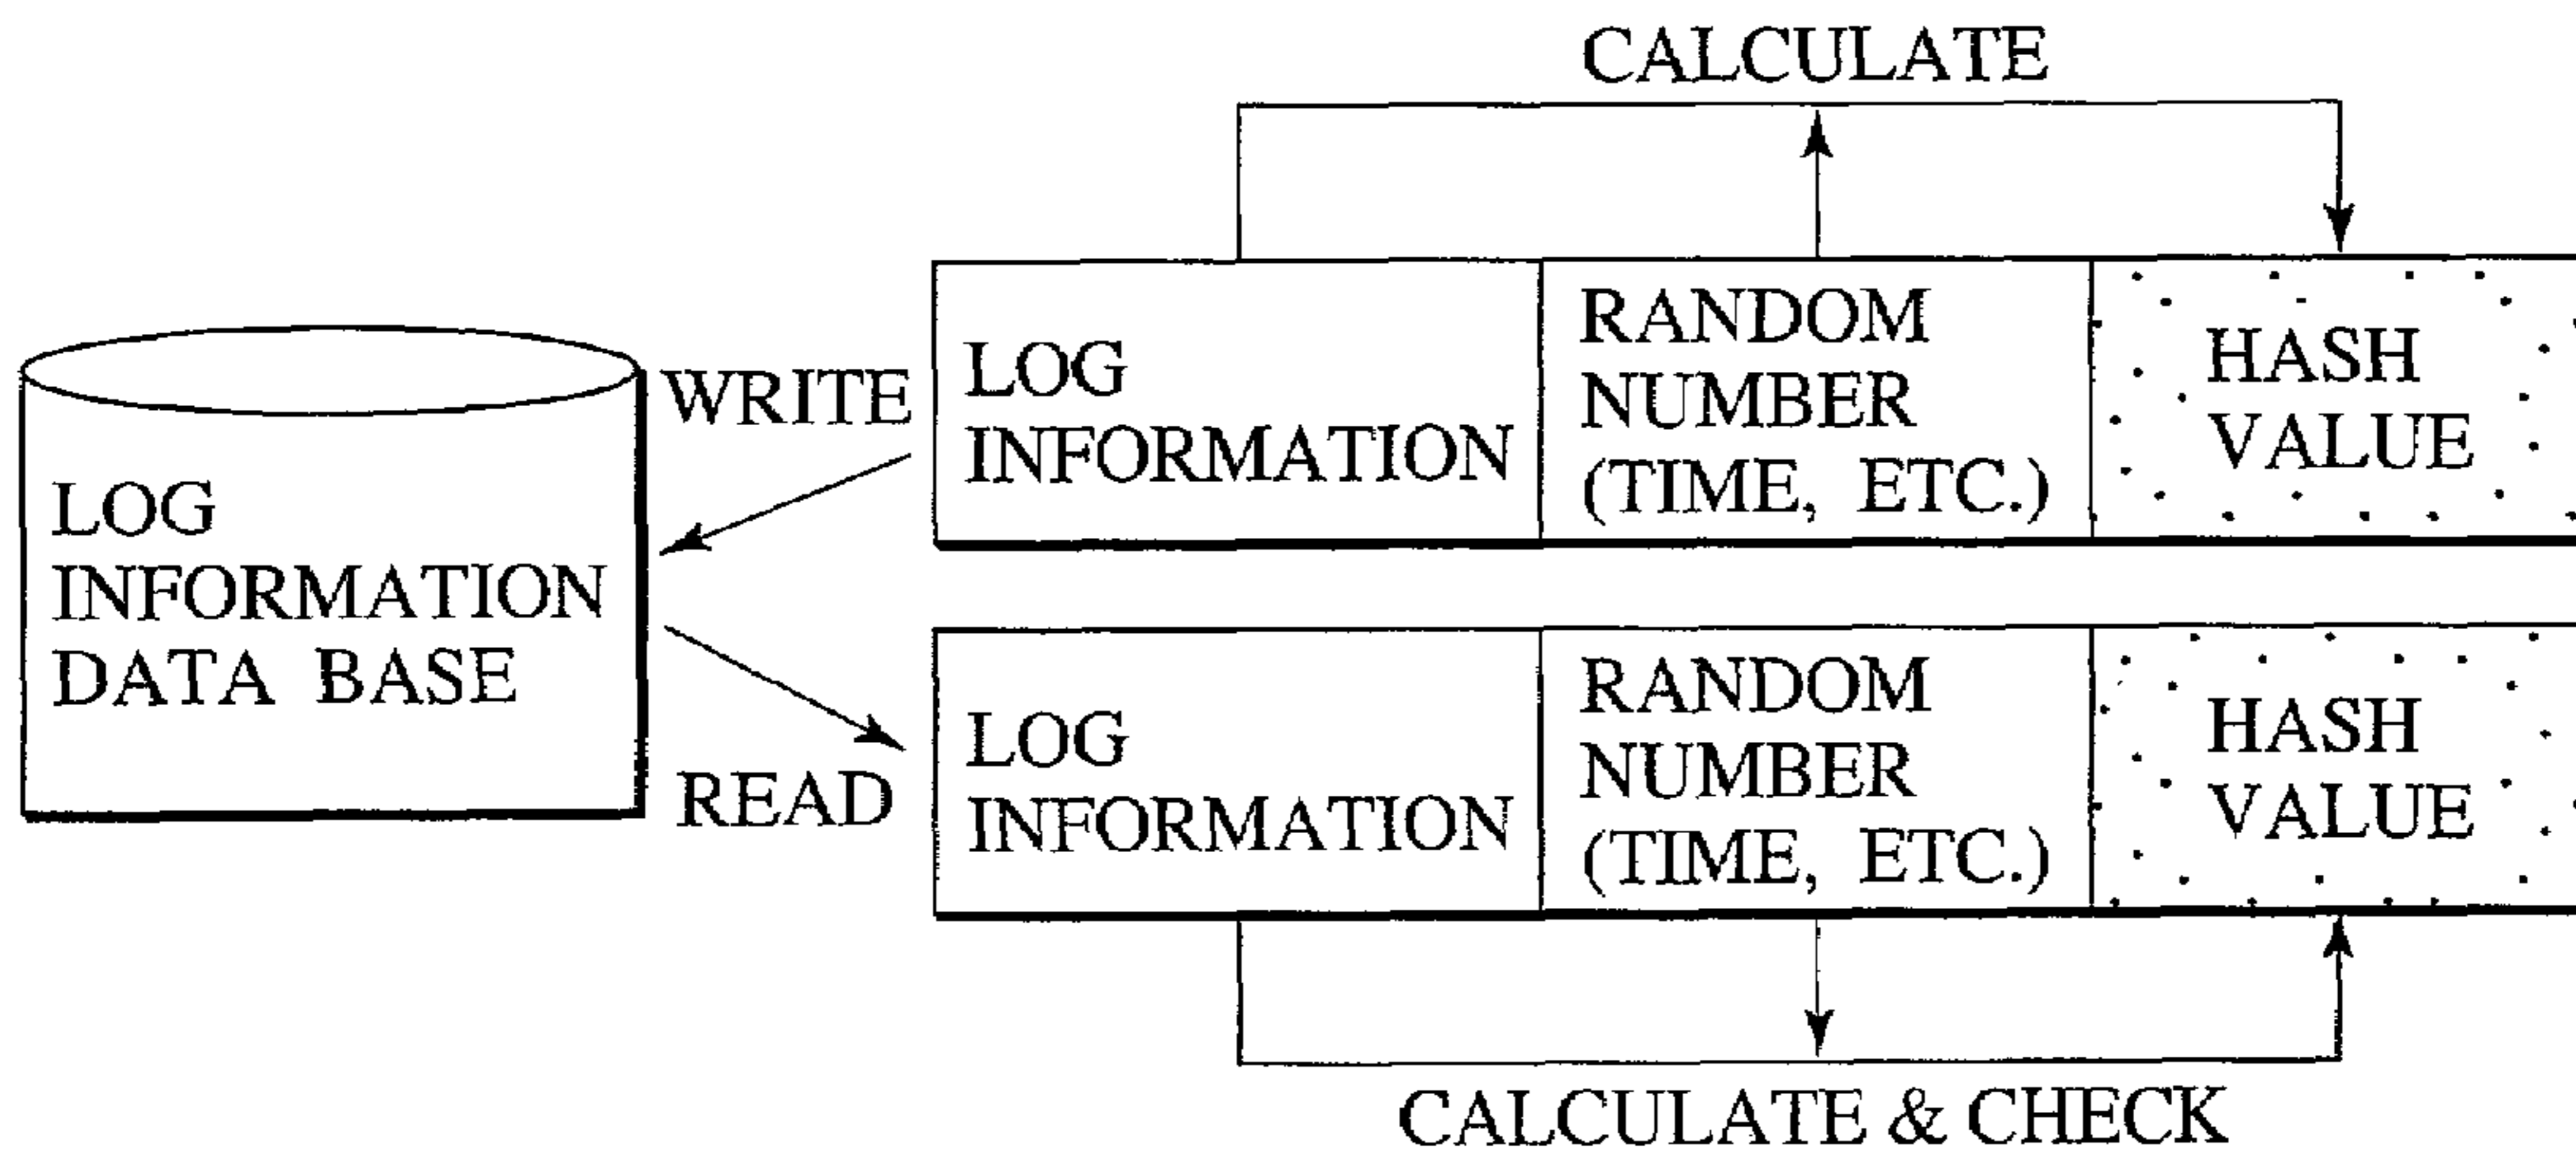 CALCULATE
LOG
INFORMATION
RANDOM
NUMBER
(TIME, ETC.)
HASH
VALUE
WRITE
LOG
INFORMATION
DATA BASE
READ
LOG
INFORMATION
RANDOM
NUMBER
(TIME, ETC.)
HASH
VALUE
CALCULATE & CHECK